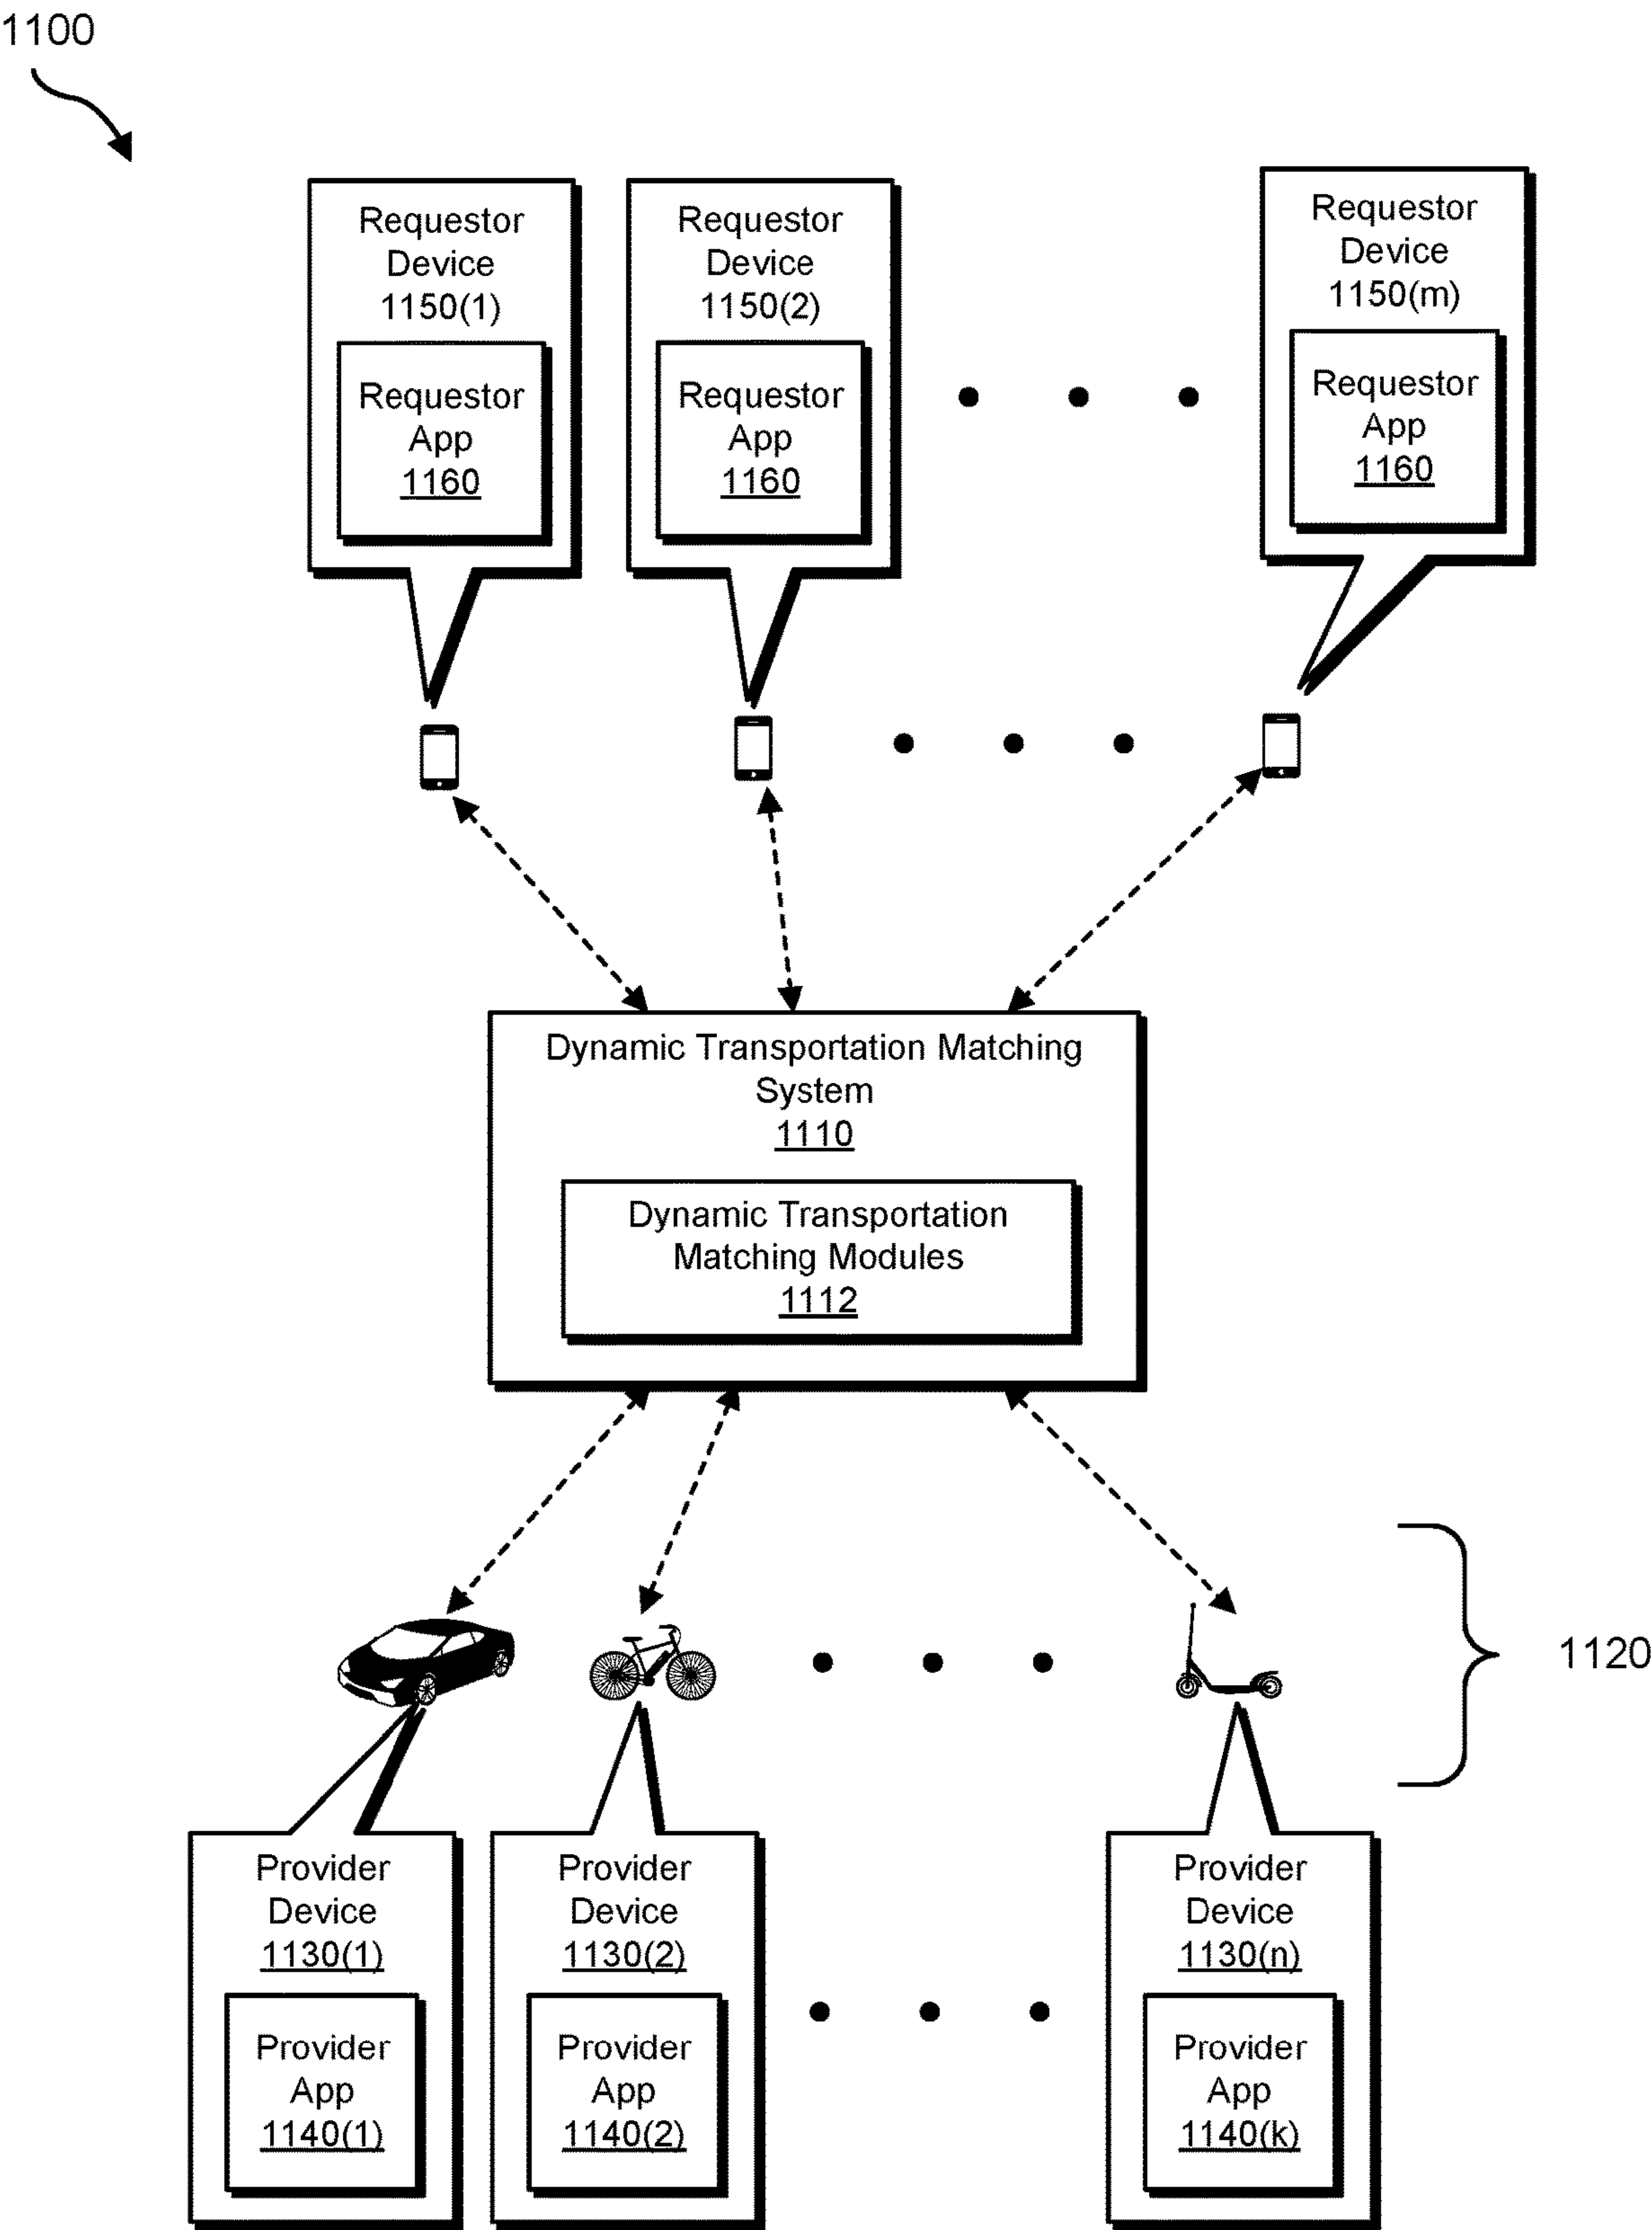 1100
Requestor
Device
1150(1)
Requestor
App
1160
Requestor
Device
1150(2)
Requestor
App
1160
Requestor
Device
1150(m)
Requestor
App
1160
Dynamic Transportation Matching
System
1110
Dynamic Transportation
Matching Modules
1112
1120
Provider
Device
1130(1)
Provider
App
1140(1)
Provider
Device
1130(2)
Provider
App
1140(2)
Provider
Device
1130(n)
Provider
App
1140(k)